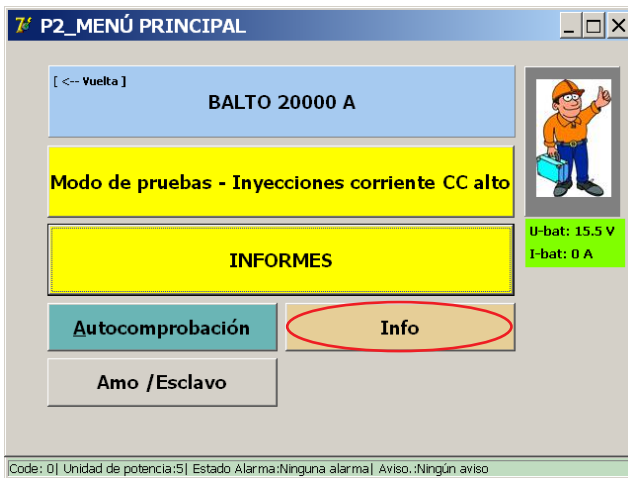 P2_MENÚ PRINCIPAL
[ <-- Vuelta ]
BALTO 20000 A
Modo de pruebas - Inyecciones corriente CC alto
U-bat: 15.5 V
I-bat: 0 A
INFORMES
Autocomprobación
Info
Amo /Esclavo
Code: 0| Unidad de potencia:5| Estado Alarma:Ninguna alarma| Aviso.:Ningún aviso